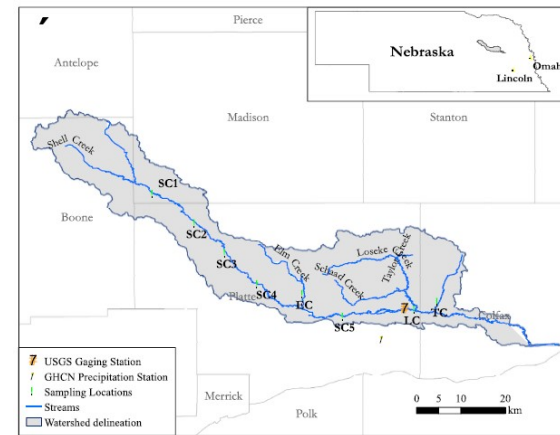 Pierce
Antelope
Nebraska
Omah
Lincoln
Madison
Stanton
Shell Creek
SC1
Boone
SC2
SC3
Elm Creek
Loseke Creek
Taylor Creek
Schaad Creek
SC4
Platte
EC
7
LC
TC
SC5
Colfax
7 USGS Gaging Station
GHCN Precipitation Station
Sampling Locations
Streams
Watershed delineation
Merrick
Polk
0 5 10 20
km